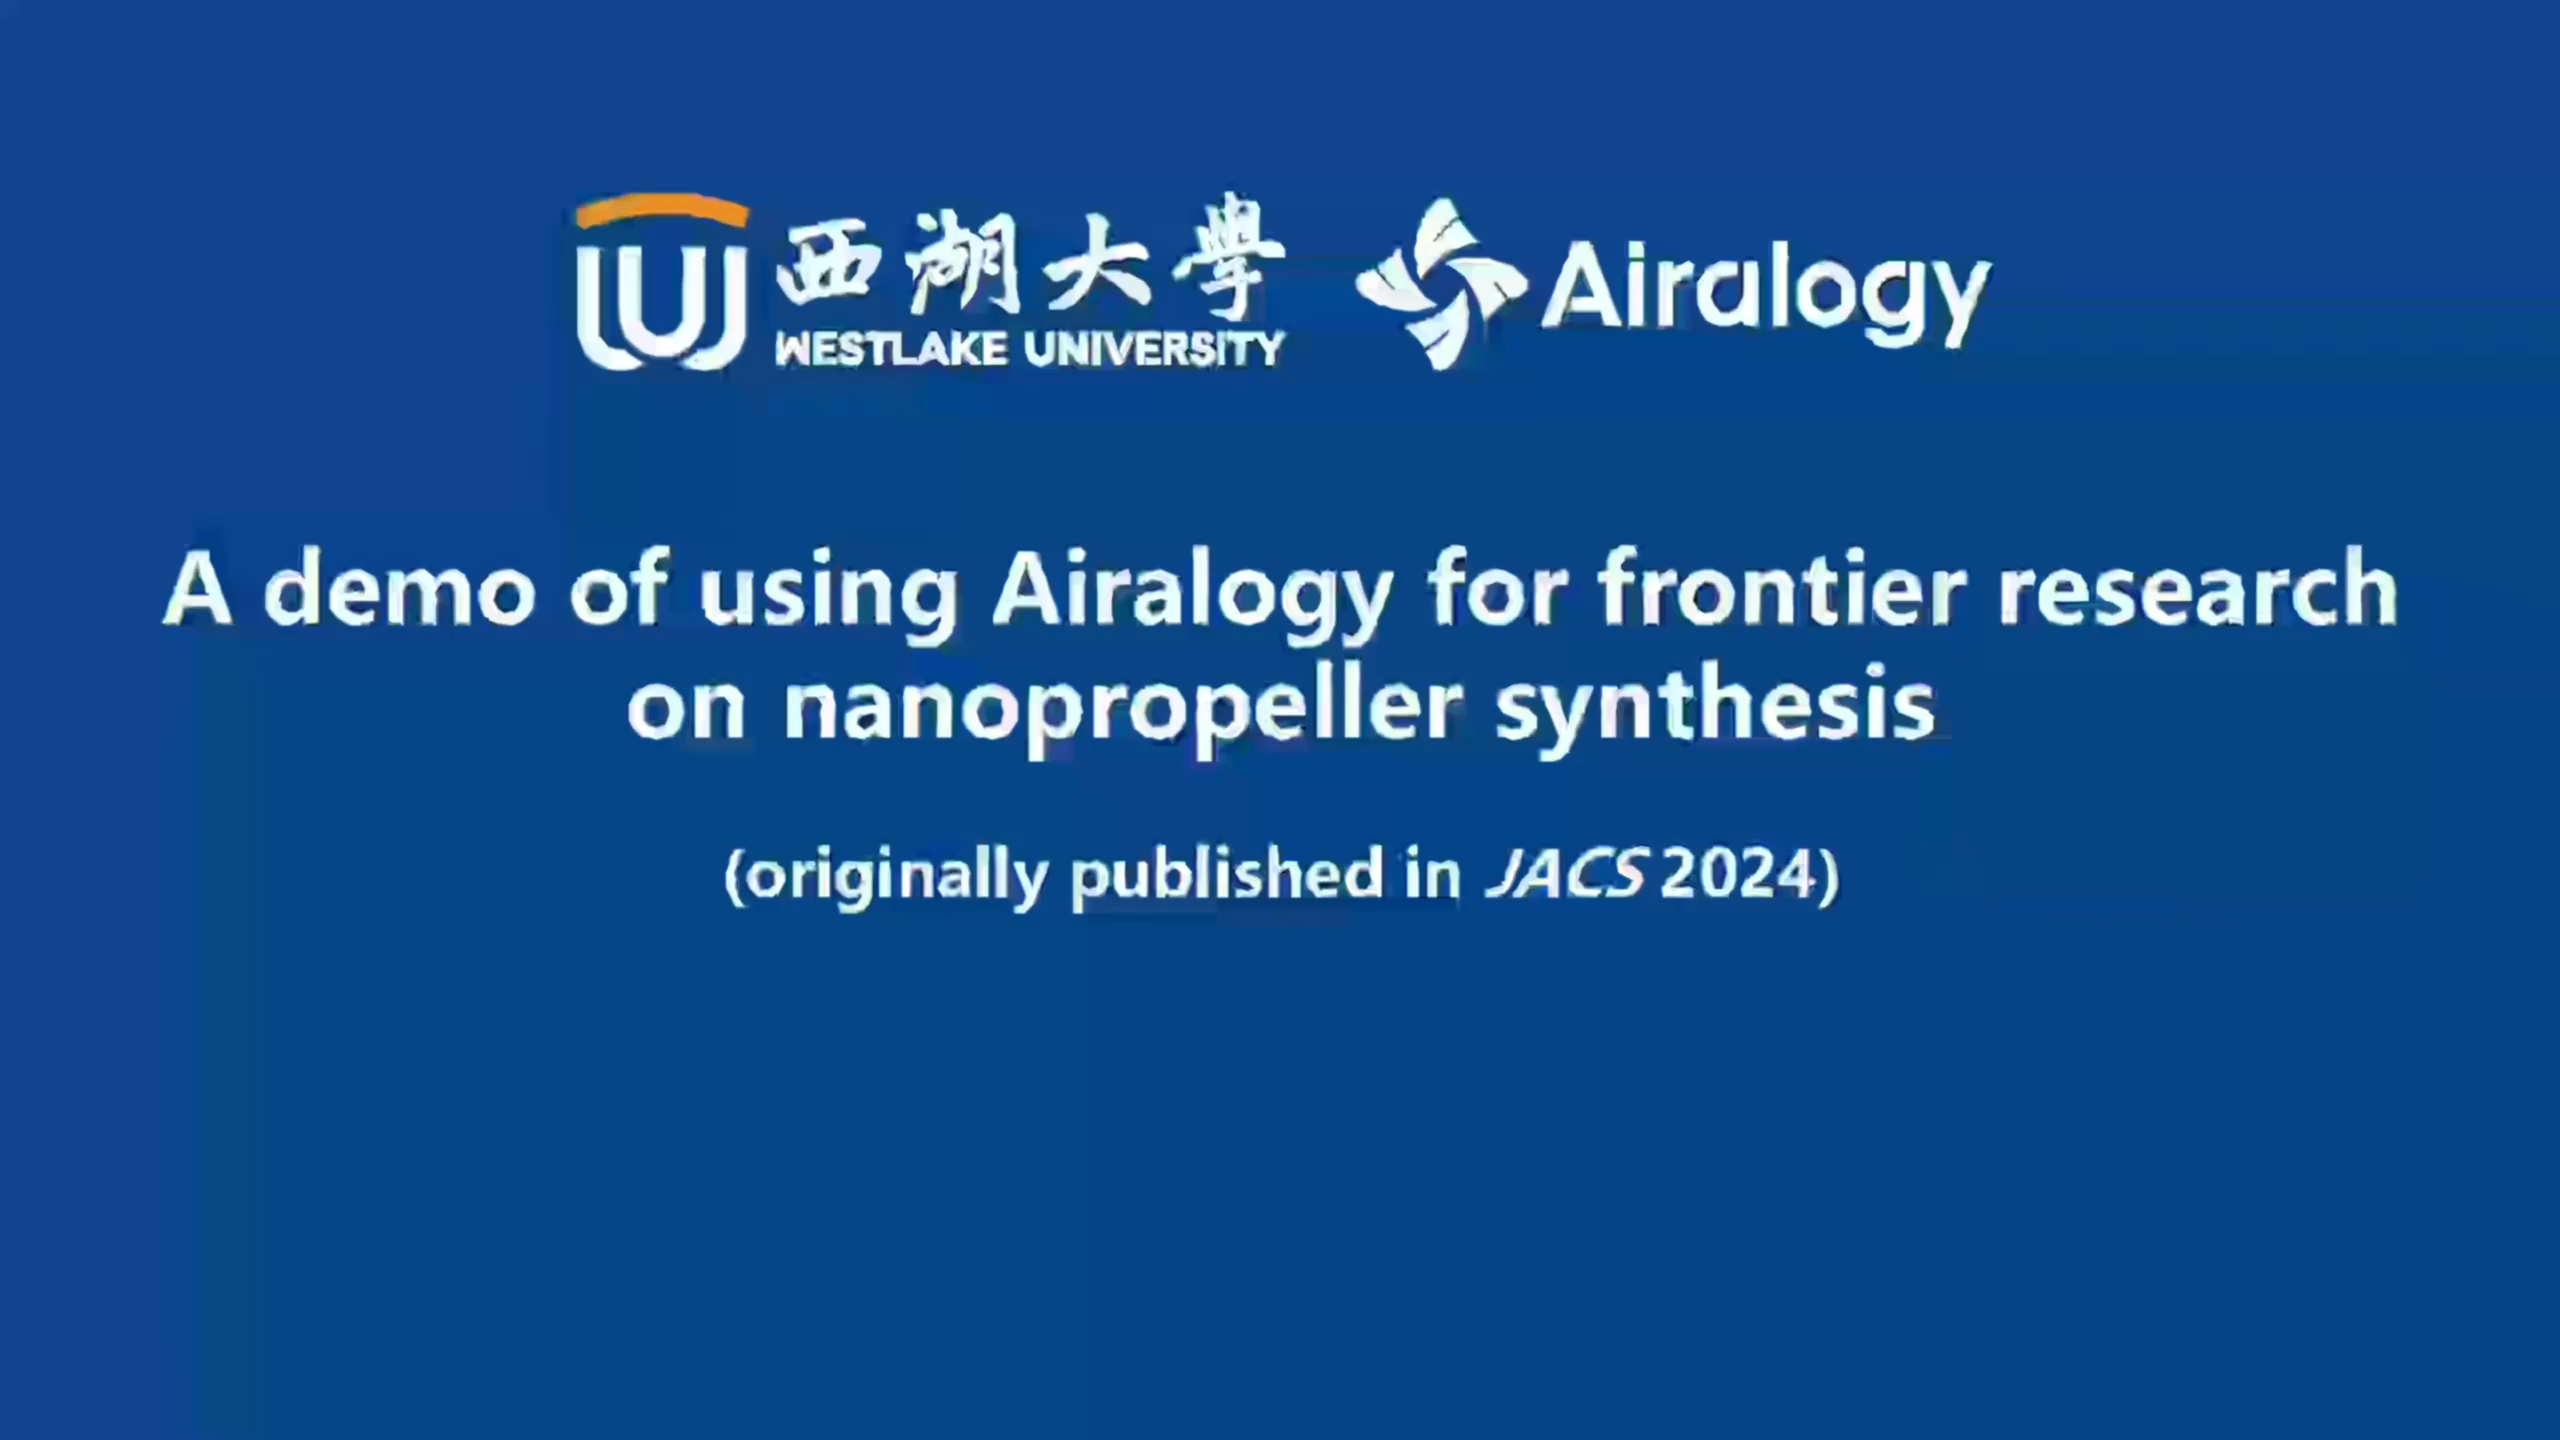 西湖大學
WESTLAKE UNIVERSITY
Airalogy
A demo of using Airalogy for frontier research
on nanopropeller synthesis
(originally published in JACS 2024)